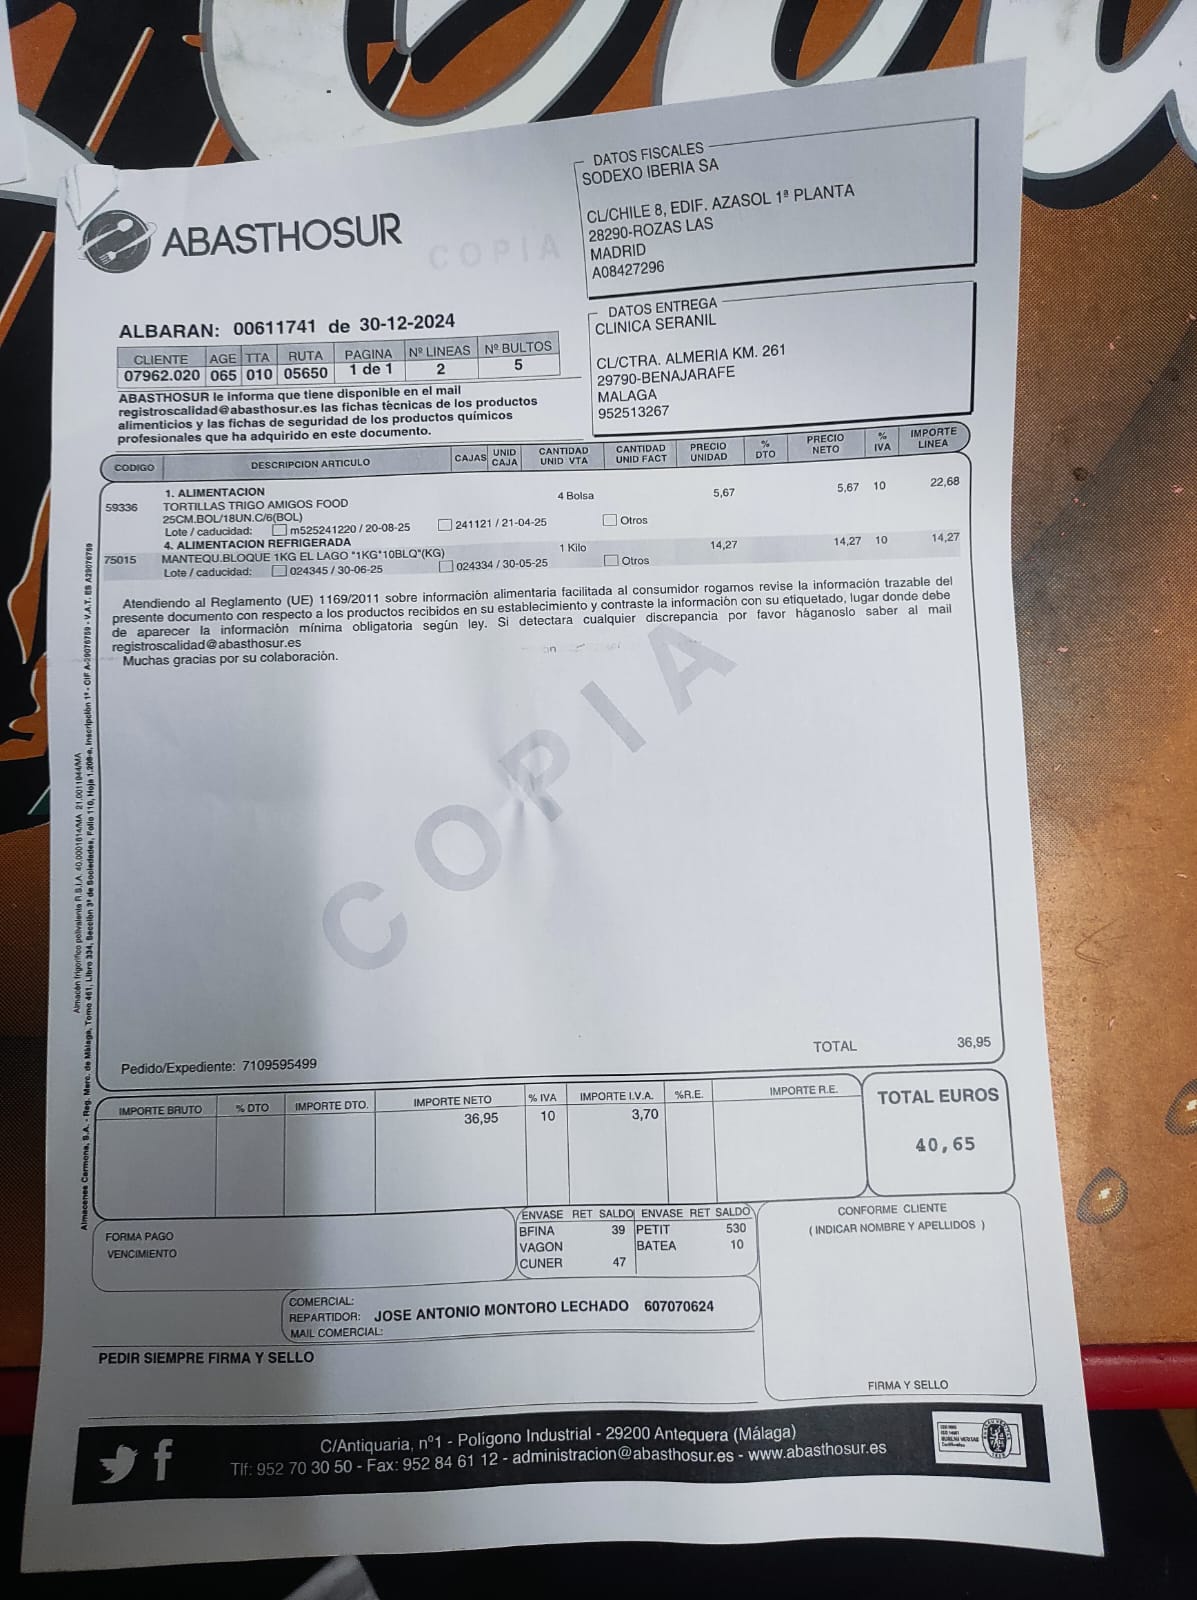 DATOS FISCALES
SODEXO IBERIA SA
CL/CHILE 8, EDIF. AZASOL 1ª PLANTA
28290-ROZAS LAS
MADRID
A08427296
ABASTHOSUR
COPIA
DATOS ENTREGA
CLINICA SERANIL
CL/CTRA. ALMERIA KM. 261
29790-BENAJARAFE
MALAGA
952513267
ALBARAN: 00611741 de 30-12-2024
CLIENTE AGE TTA RUTA PAGINA Nº LINEAS Nº BULTOS
07962.020 065 010 05650 1 de 1 2 5
ABASTHOSUR le informa que tiene disponible en el mail
registroscalidad@abasthosur.es las fichas técnicas de los productos
alimenticios y las fichas de seguridad de los productos químicos
profesionales que ha adquirido en este documento.
CODIGO DESCRIPCION ARTICULO CAJAS UNID CAJA CANTIDAD UNID VTA CANTIDAD UNID FACT PRECIO UNIDAD % DTO PRECIO NETO % IVA IMPORTE LINEA
1. ALIMENTACION
59336 TORTILLAS TRIGO AMIGOS FOOD 4 Bolsa 5,67 5,67 10 22,68
25CM.BOL/18UN.C/6(BOL)
Lote / caducidad: m525241220 / 20-08-25 241121 / 21-04-25 Otros
4. ALIMENTACION REFRIGERADA
75015 MANTEQU.BLOQUE 1KG EL LAGO *1KG*10BLQ*(KG) 1 Kilo 14,27 14,27 10 14,27
Lote / caducidad: 024345 / 30-06-25 024334 / 30-05-25 Otros
Atendiendo al Reglamento (UE) 1169/2011 sobre información alimentaria facilitada al consumidor rogamos revise la información trazable del
presente documento con respecto a los productos recibidos en su establecimiento y contraste la información con su etiquetado, lugar donde debe
de aparecer la información mínima obligatoria según ley. Si detectara cualquier discrepancia por favor háganoslo saber al mail
registroscalidad@abasthosur.es
Muchas gracias por su colaboración.
COPIA
Pedido/Expediente: 7109595499
TOTAL 36,95
IMPORTE BRUTO % DTO IMPORTE DTO. IMPORTE NETO % IVA IMPORTE I.V.A. %R.E. IMPORTE R.E.
36,95 10 3,70
TOTAL EUROS
40,65
FORMA PAGO
VENCIMIENTO
ENVASE RET SALDO ENVASE RET SALDO
BFINA 39 PETIT 530
VAGON BATEA 10
CUNER 47
CONFORME CLIENTE
( INDICAR NOMBRE Y APELLIDOS )
FIRMA Y SELLO
COMERCIAL:
REPARTIDOR: JOSE ANTONIO MONTORO LECHADO 607070624
MAIL COMERCIAL:
PEDIR SIEMPRE FIRMA Y SELLO
C/Antiquaria, nº1 - Polígono Industrial - 29200 Antequera (Málaga)
Tlf: 952 70 30 50 - Fax: 952 84 61 12 - administracion@abasthosur.es - www.abasthosur.es
Almacén frigorífico polivalente R.S.I.A. 40.0001614/MA 21.0011944/MA
Almacenes Carmona, S.A. - Reg. Merc. de Málaga, Tomo 461, Libro 334, Sección 3ª de Sociedades, Folio 110, Hoja 1.208-a, Inscripción 1ª - CIF A-29076759 - V.A.T. ES A29076759